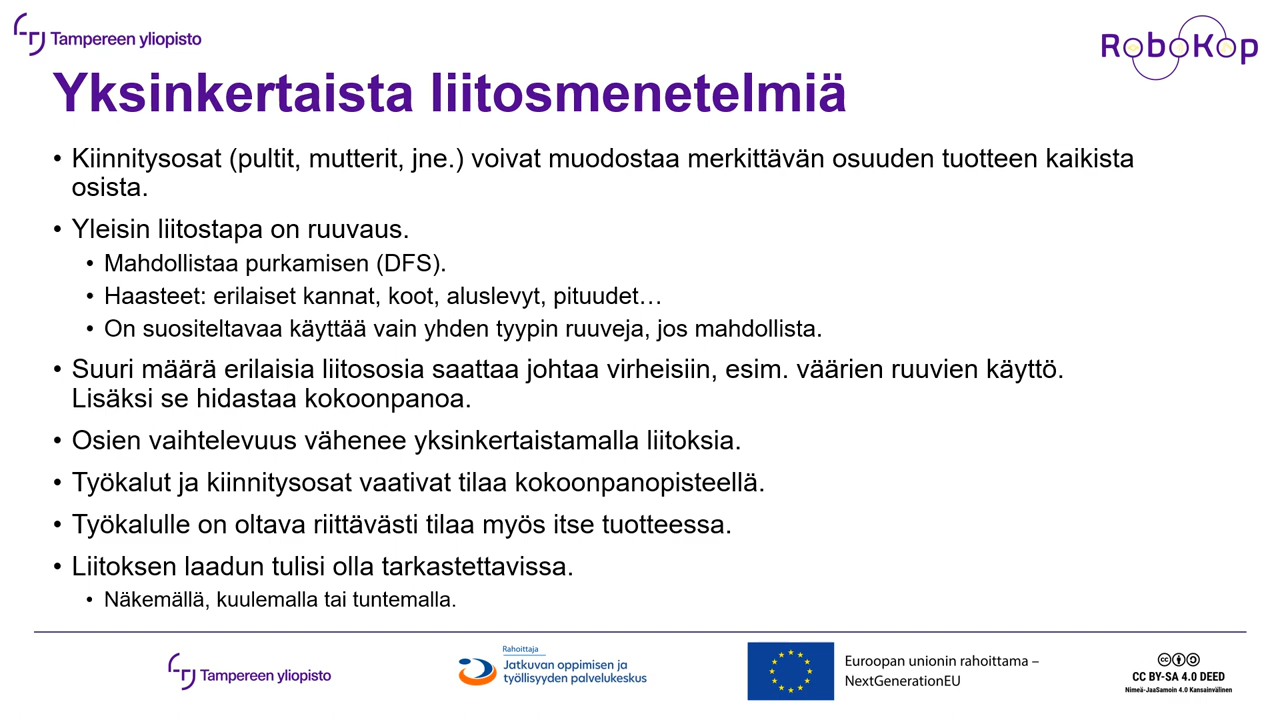 Tampereen yliopisto
RoboKop
Yksinkertaista liitosmenetelmiä
• Kiinnitysosat (pultit, mutterit, jne.) voivat muodostaa merkittävän osuuden tuotteen kaikista
osista.
• Yleisin liitostapa on ruuvaus.
• Mahdollistaa purkamisen (DFS).
• Haasteet: erilaiset kannat, koot, aluslevyt, pituudet…
• On suositeltavaa käyttää vain yhden tyypin ruuveja, jos mahdollista.
• Suuri määrä erilaisia liitososia saattaa johtaa virheisiin, esim. väärien ruuvien käyttö.
Lisäksi se hidastaa kokoonpanoa.
• Osien vaihtelevuus vähenee yksinkertaistamalla liitoksia.
• Työkalut ja kiinnitysosat vaativat tilaa kokoonpanopisteellä.
• Työkalulle on oltava riittävästi tilaa myös itse tuotteessa.
• Liitoksen laadun tulisi olla tarkastettavissa.
• Näkemällä, kuulemalla tai tuntemalla.
Tampereen yliopisto
Rahoittaja
Jatkuvan oppimisen ja
työllisyyden palvelukeskus
Euroopan unionin rahoittama –
NextGenerationEU
CC BY-SA 4.0 DEED
Nimeä-JaaSamoin 4.0 Kansainvälinen